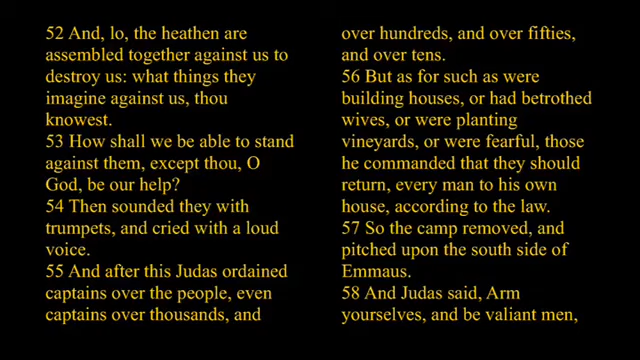 52 And, lo, the heathen are
assembled together against us to
destroy us: what things they
imagine against us, thou
knowest.
53 How shall we be able to stand
against them, except thou, O
God, be our help?
54 Then sounded they with
trumpets, and cried with a loud
voice.
55 And after this Judas ordained
captains over the people, even
captains over thousands, and
over hundreds, and over fifties,
and over tens.
56 But as for such as were
building houses, or had betrothed
wives, or were planting
vineyards, or were fearful, those
he commanded that they should
return, every man to his own
house, according to the law.
57 So the camp removed, and
pitched upon the south side of
Emmaus.
58 And Judas said, Arm
yourselves, and be valiant men,